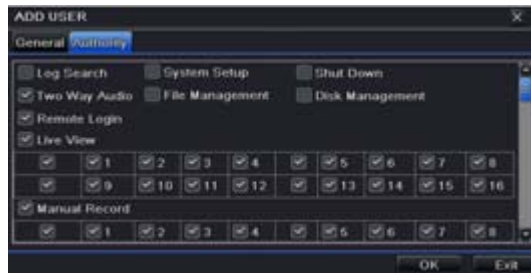 ADD USER X
General Authority
Log Search System Setup Shut Down
Two Way Audio File Management Disk Management
Remote Login
Live View
1 2 3 4 5 6 7 8
9 10 11 12 13 14 15 16
Manual Record
1 2 3 4 5 6 7 8
OK Exit